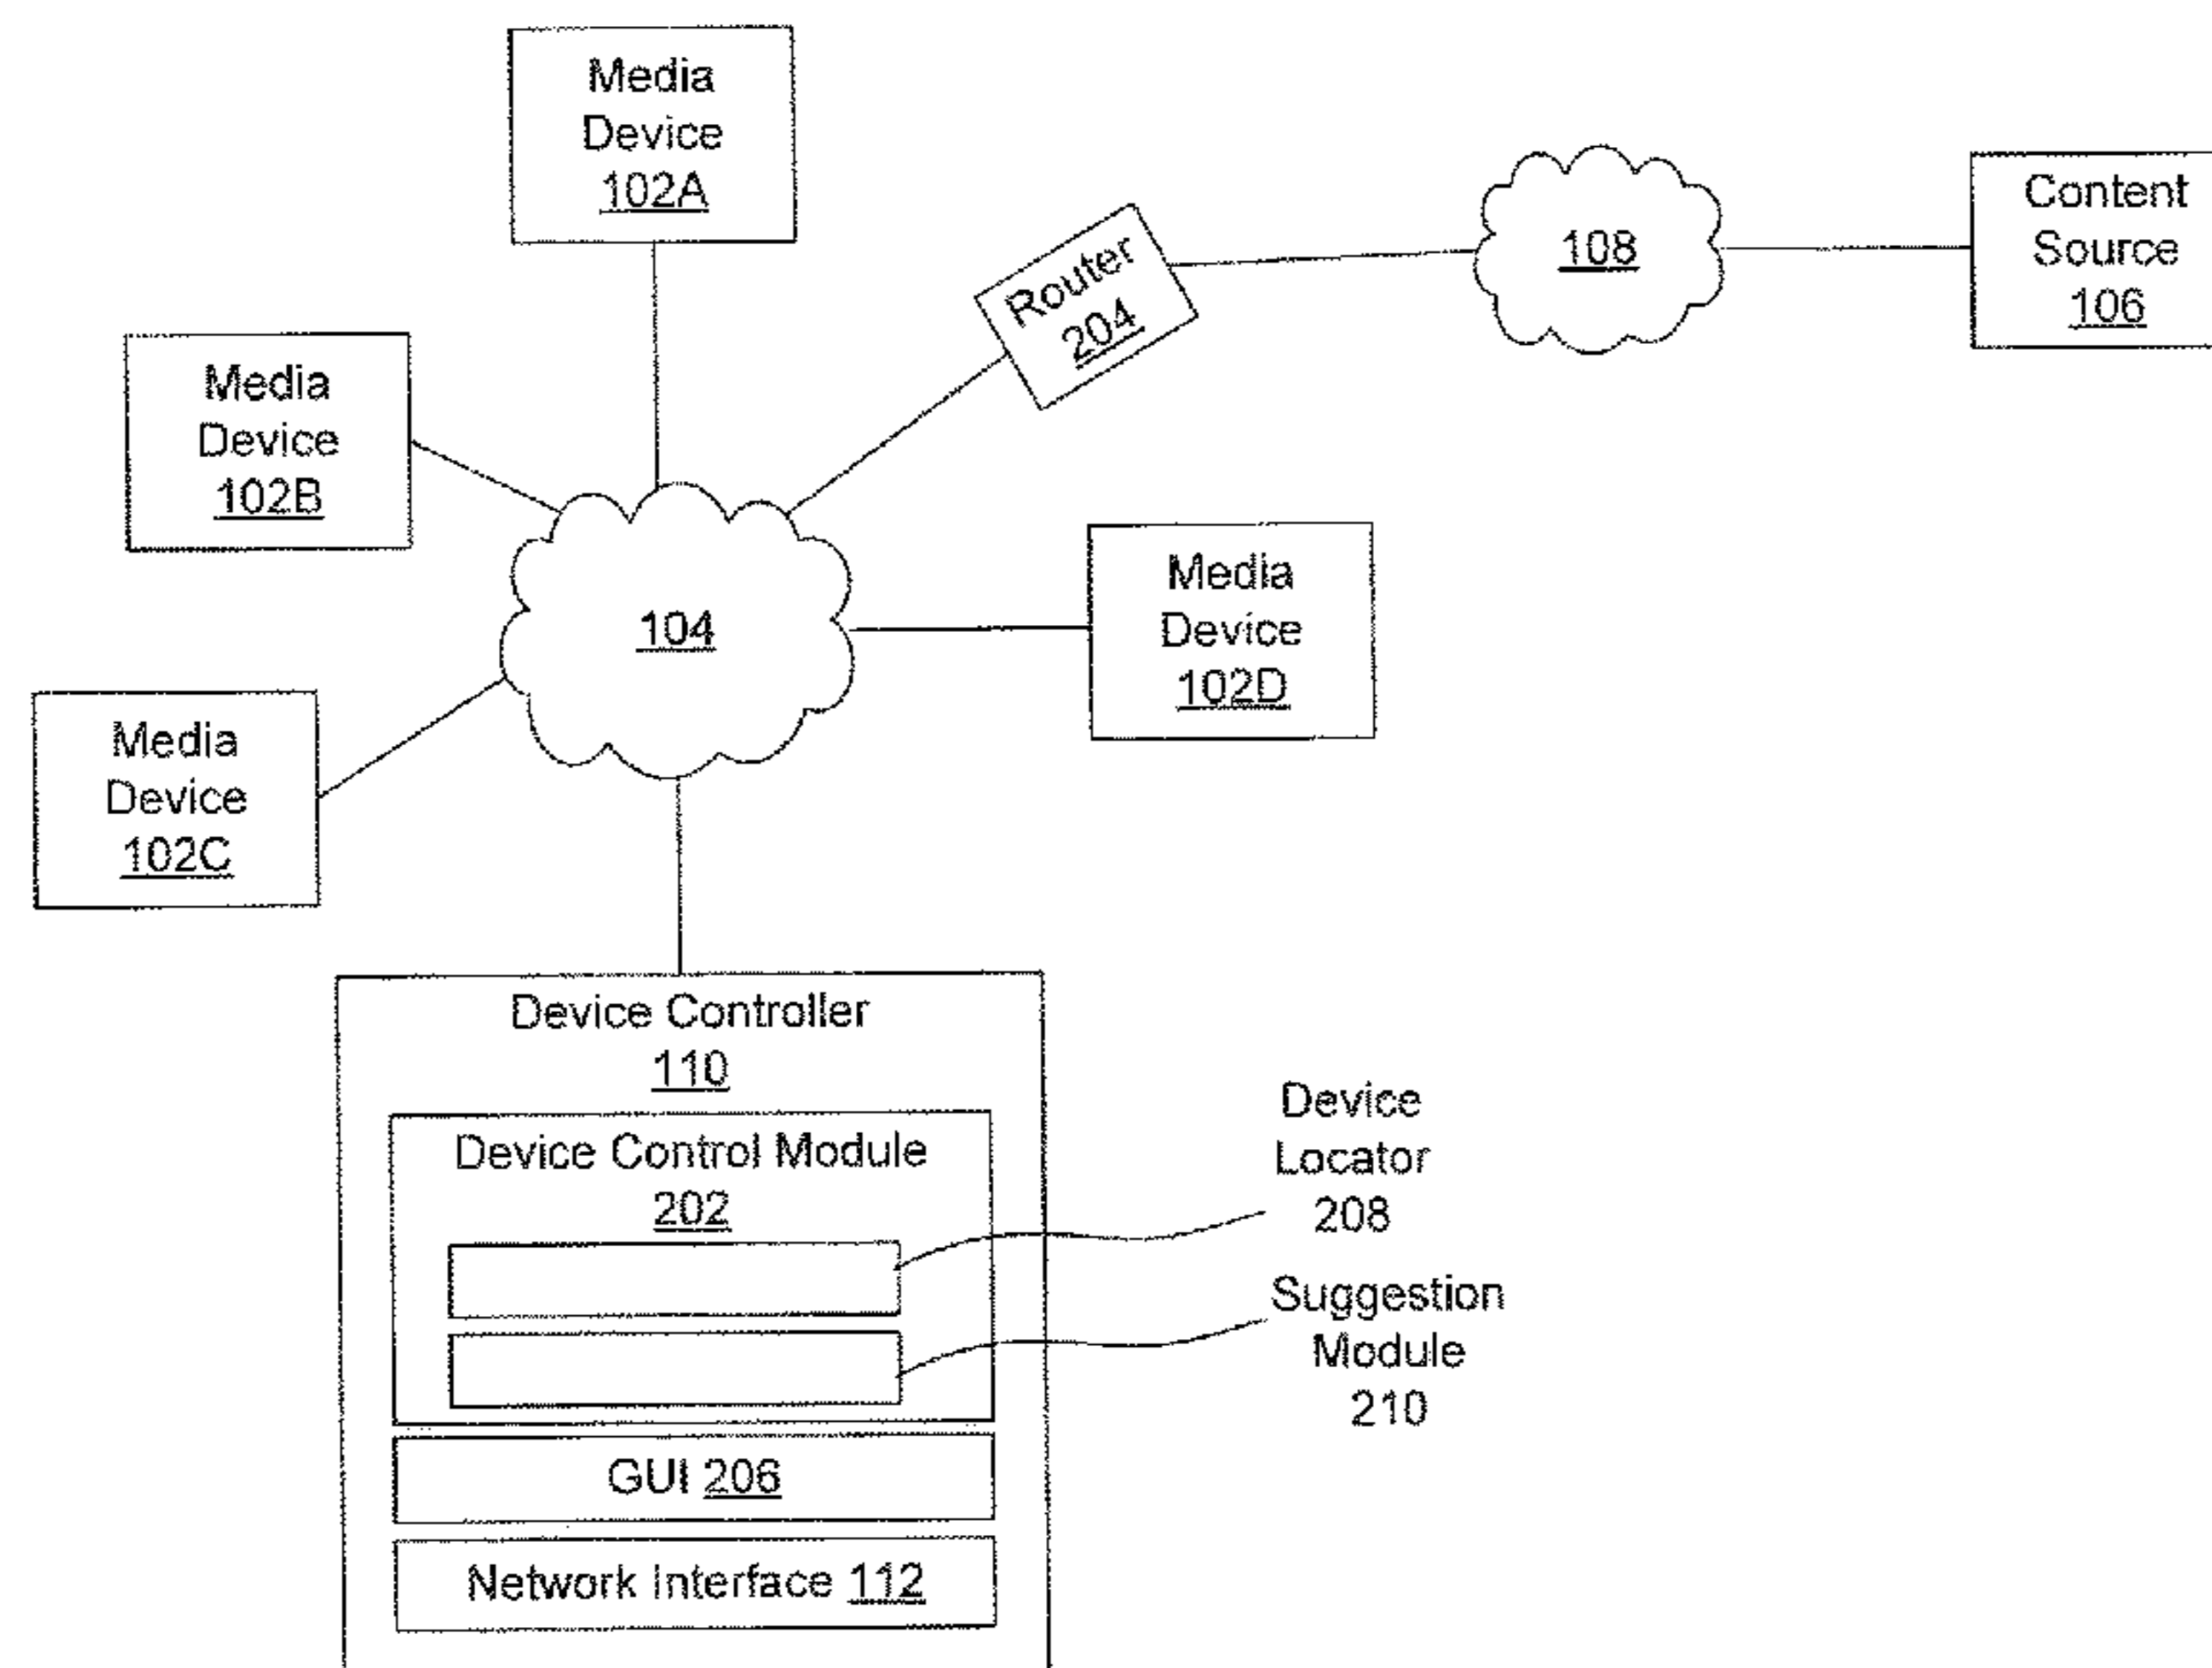 Media
Device
102A
Media
Device
102B
Media
Device
102C
104
Router
204
108
Content
Source
106
Media
Device
102D
Device Controller
110
Device Control Module
202
Device
Locator
208
Suggestion
Module
210
GUI 206
Network Interface 112